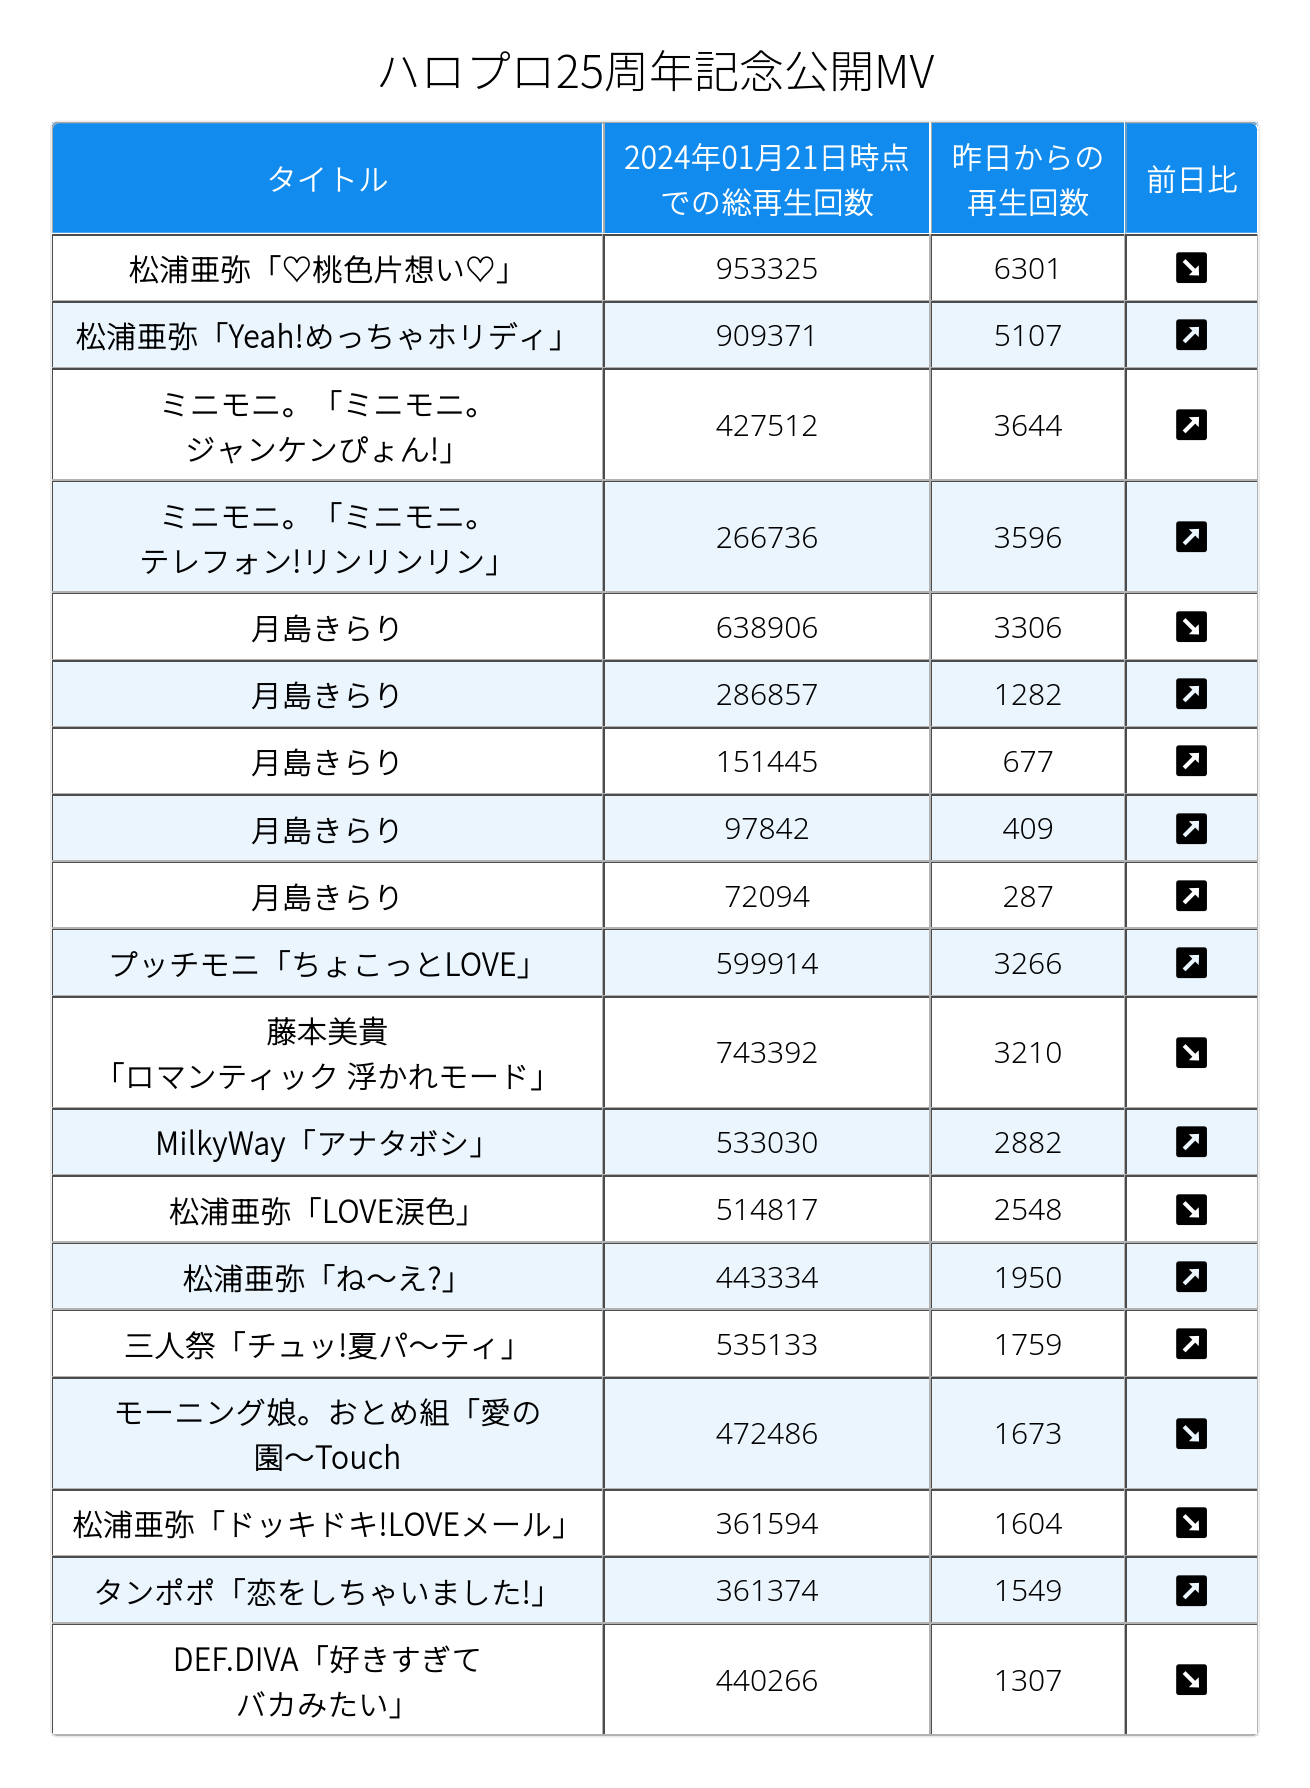 ハロプロ25周年記念公開MV
タイトル
2024年01月21日時点
での総再生回数
昨日からの
再生回数
前日比
松浦亜弥「♡桃色片想い♡」 953325 6301 ↘
松浦亜弥「Yeah!めっちゃホリディ」 909371 5107 ↗
ミニモニ。「ミニモニ。
ジャンケンぴょん!」 427512 3644 ↗
ミニモニ。「ミニモニ。
テレフォン!リンリンリン」 266736 3596 ↗
月島きらり 638906 3306 ↘
月島きらり 286857 1282 ↗
月島きらり 151445 677 ↗
月島きらり 97842 409 ↗
月島きらり 72094 287 ↗
プッチモニ「ちょこっとLOVE」 599914 3266 ↗
藤本美貴
「ロマンティック 浮かれモード」 743392 3210 ↘
MilkyWay「アナタボシ」 533030 2882 ↗
松浦亜弥「LOVE涙色」 514817 2548 ↘
松浦亜弥「ね～え?」 443334 1950 ↗
三人祭「チュッ!夏パ～ティ」 535133 1759 ↗
モーニング娘。おとめ組「愛の
園～Touch 472486 1673 ↘
松浦亜弥「ドッキドキ!LOVEメール」 361594 1604 ↘
タンポポ「恋をしちゃいました!」 361374 1549 ↗
DEF.DIVA「好きすぎて
バカみたい」 440266 1307 ↘